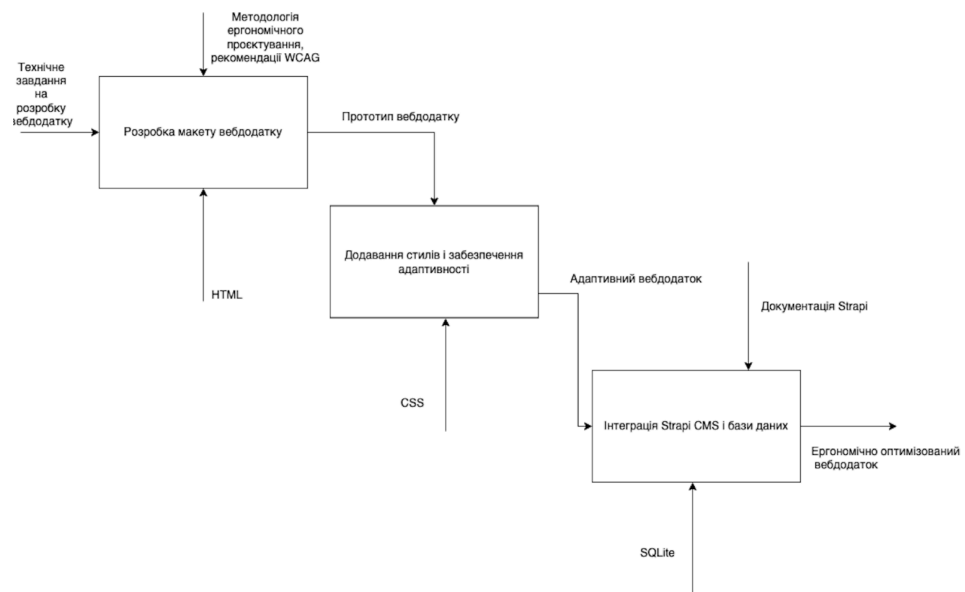 Методологія
ергономічного
проєктування,
рекомендації WCAG
Технічне
завдання
на
розробку
вебдодатку
Розробка макету вебдодатку
Прототип вебдодатку
HTML
Додавання стилів і забезпечення
адаптивності
Адаптивний вебдодаток
Документація Strapi
CSS
Інтеграція Strapi CMS і бази даних
Ергономічно оптимізований
вебдодаток
SQLite